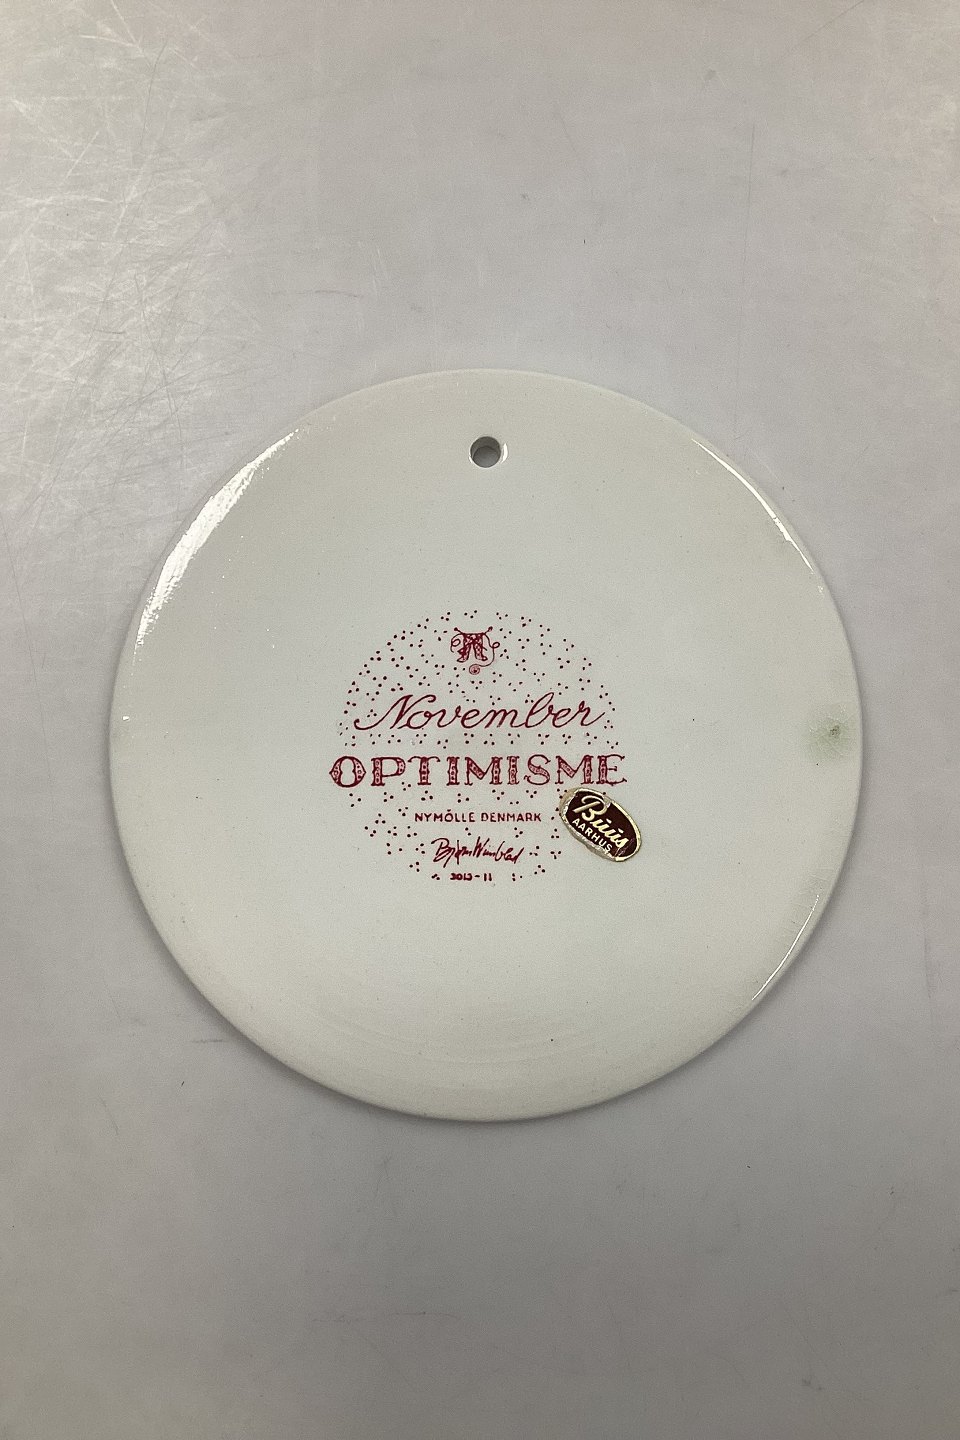 November
OPTIMISME
NYMÖLLE DENMARK
Bjørn Wiinblad
3013-11
Büüs
AARHUS